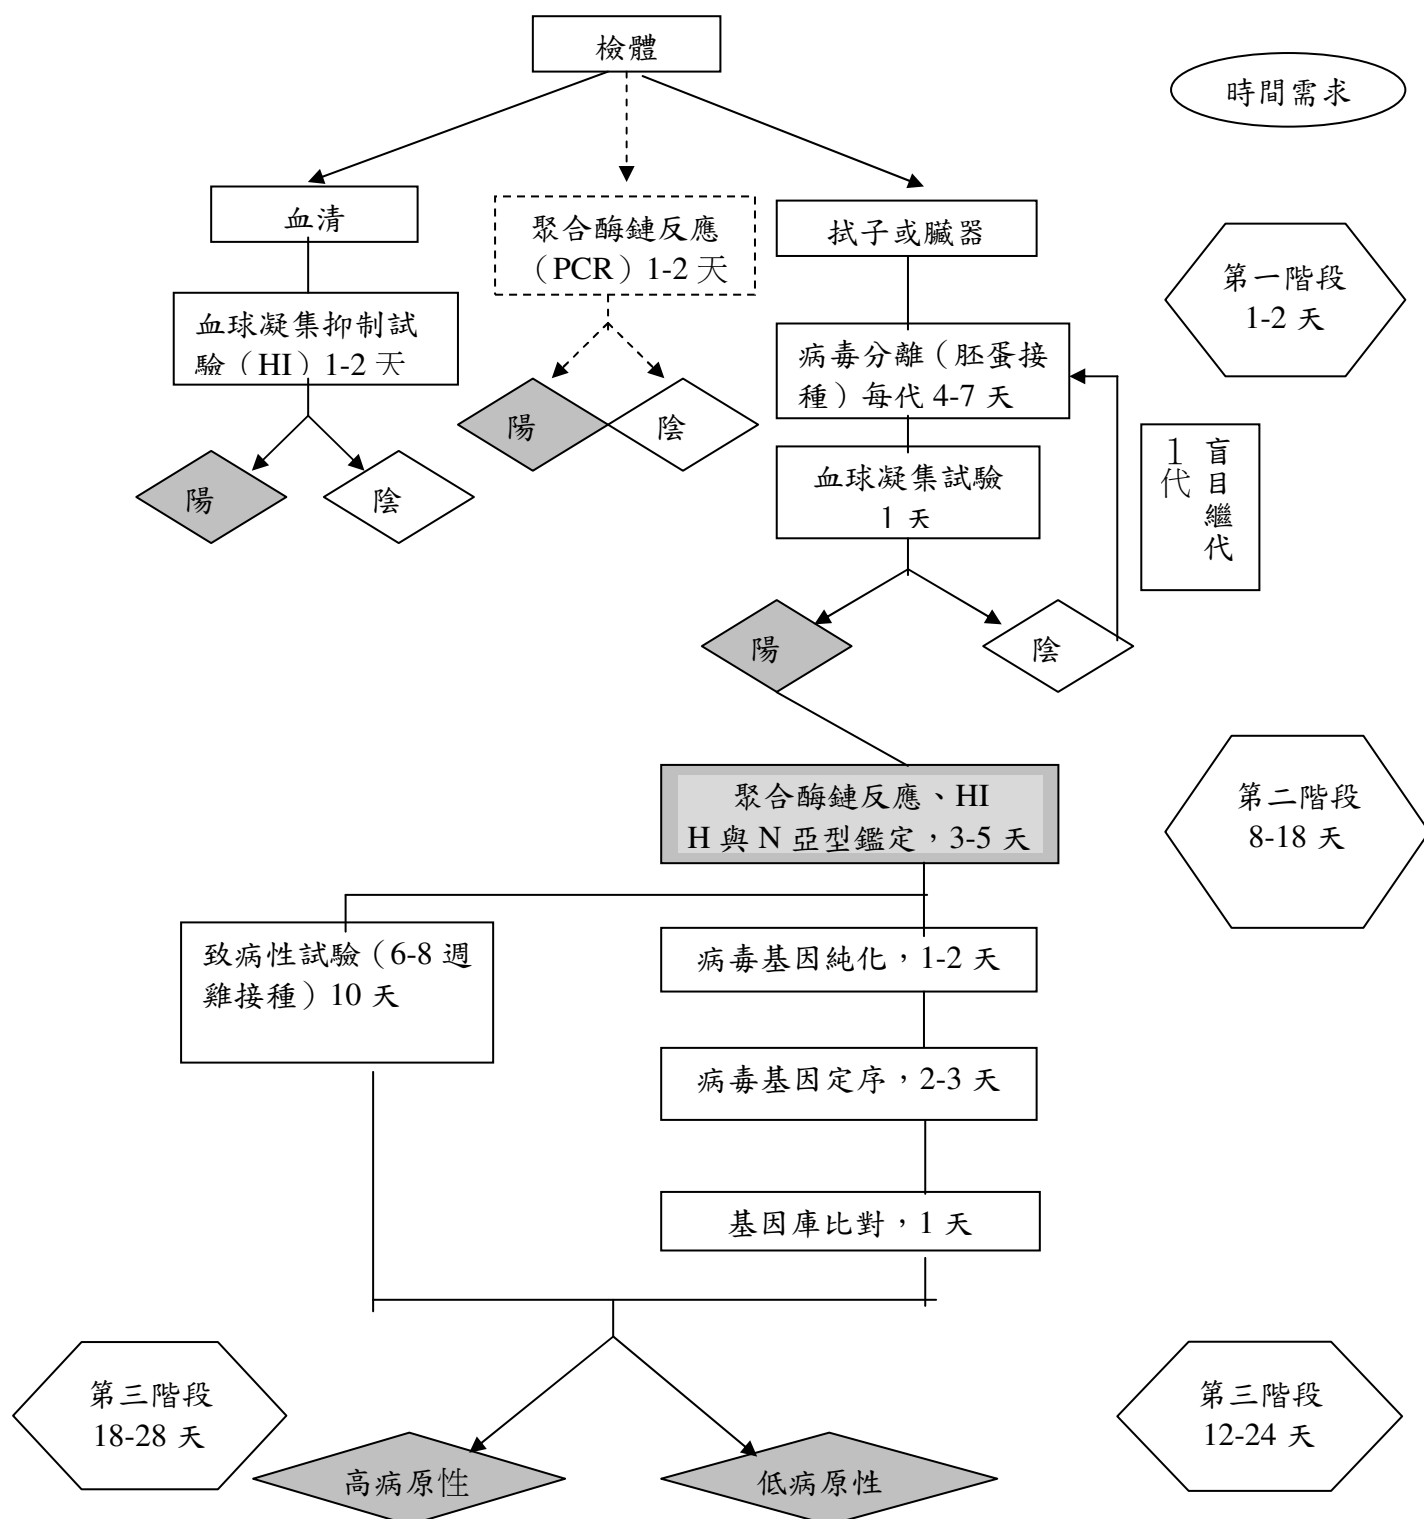 檢體
時間需求
血清
聚合酶鏈反應
（PCR）1-2 天
拭子或臟器
第一階段
1-2 天
血球凝集抑制試
驗（HI）1-2 天
病毒分離（胚蛋接
種）每代 4-7 天
陽
陰
陽
陰
血球凝集試驗
1 天
盲目繼代
1代
陽
陰
聚合酶鏈反應、HI
H 與 N 亞型鑑定，3-5 天
第二階段
8-18 天
致病性試驗（6-8 週
雞接種）10 天
病毒基因純化，1-2 天
病毒基因定序，2-3 天
基因庫比對，1 天
第三階段
18-28 天
第三階段
12-24 天
高病原性
低病原性